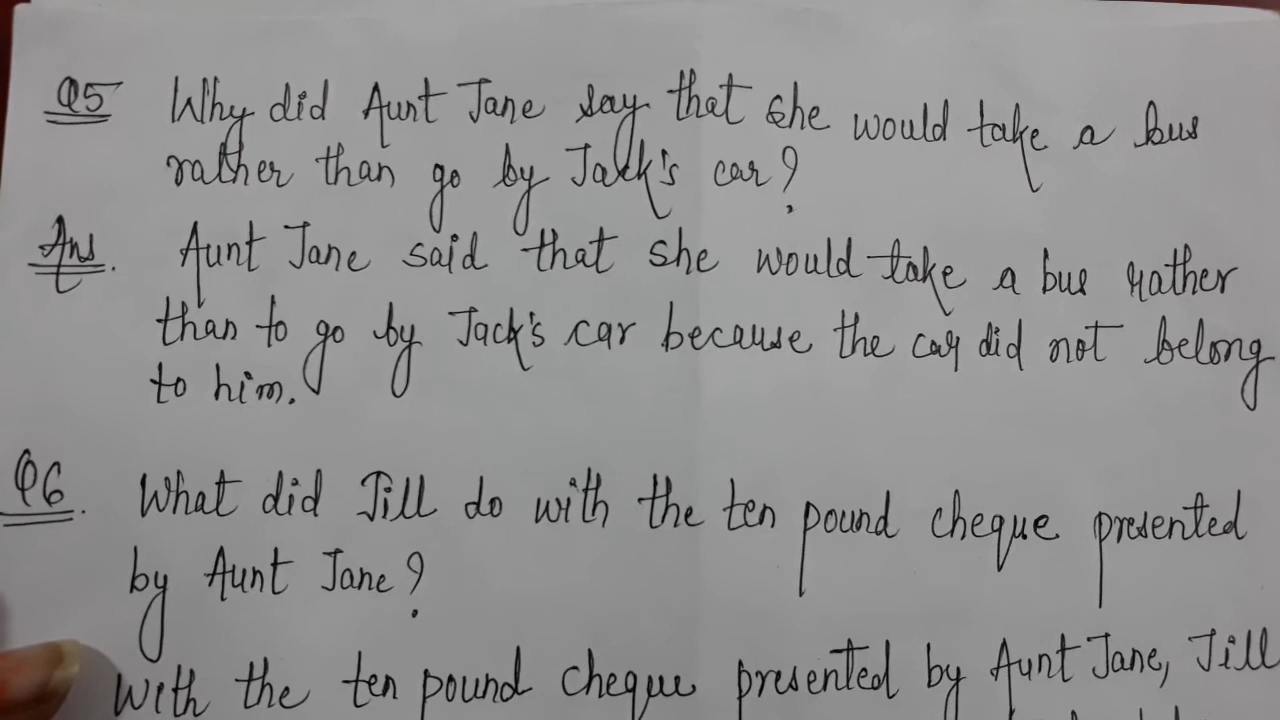 Q5 Why did Aunt Jane say that she would take a bus
rather than go by Jack's car?
Ans. Aunt Jane said that she would take a bus rather
than to go by Jack's car because the car did not belong
to him.
Q6. What did Jill do with the ten pound cheque presented
by Aunt Jane?
With the ten pound cheque presented by Aunt Jane, Jill